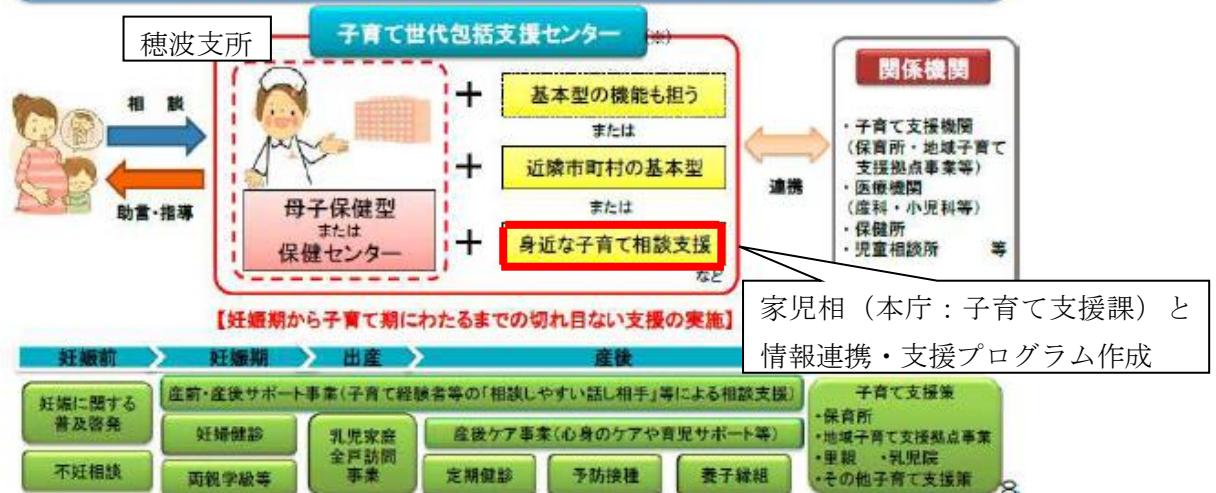 穂波支所
子育て世代包括支援センター (※)
相 談
助言・指導
母子保健型
または
保健センター
+
基本型の機能も担う
または
+
近隣市町村の基本型
または
+
身近な子育て相談支援
など
連携
関係機関
・子育て支援機関
(保育所・地域子育て
支援拠点事業等)
・医療機関
(産科・小児科等)
・保健所
・児童相談所 等
家児相（本庁：子育て支援課）と
情報連携・支援プログラム作成
【妊娠期から子育て期にわたるまでの切れ目ない支援の実施】
妊娠前
妊娠期
出産
産後
妊娠に関する
普及啓発
不妊相談
産前・産後サポート事業(子育て経験者等の「相談しやすい話し相手」等による相談支援)
妊婦健診
両親学級等
乳児家庭
全戸訪問
事業
産後ケア事業(心身のケアや育児サポート等)
定期健診
予防接種
養子縁組
子育て支援策
・保育所
・地域子育て支援拠点事業
・里親 ・乳児院
・その他子育て支援策